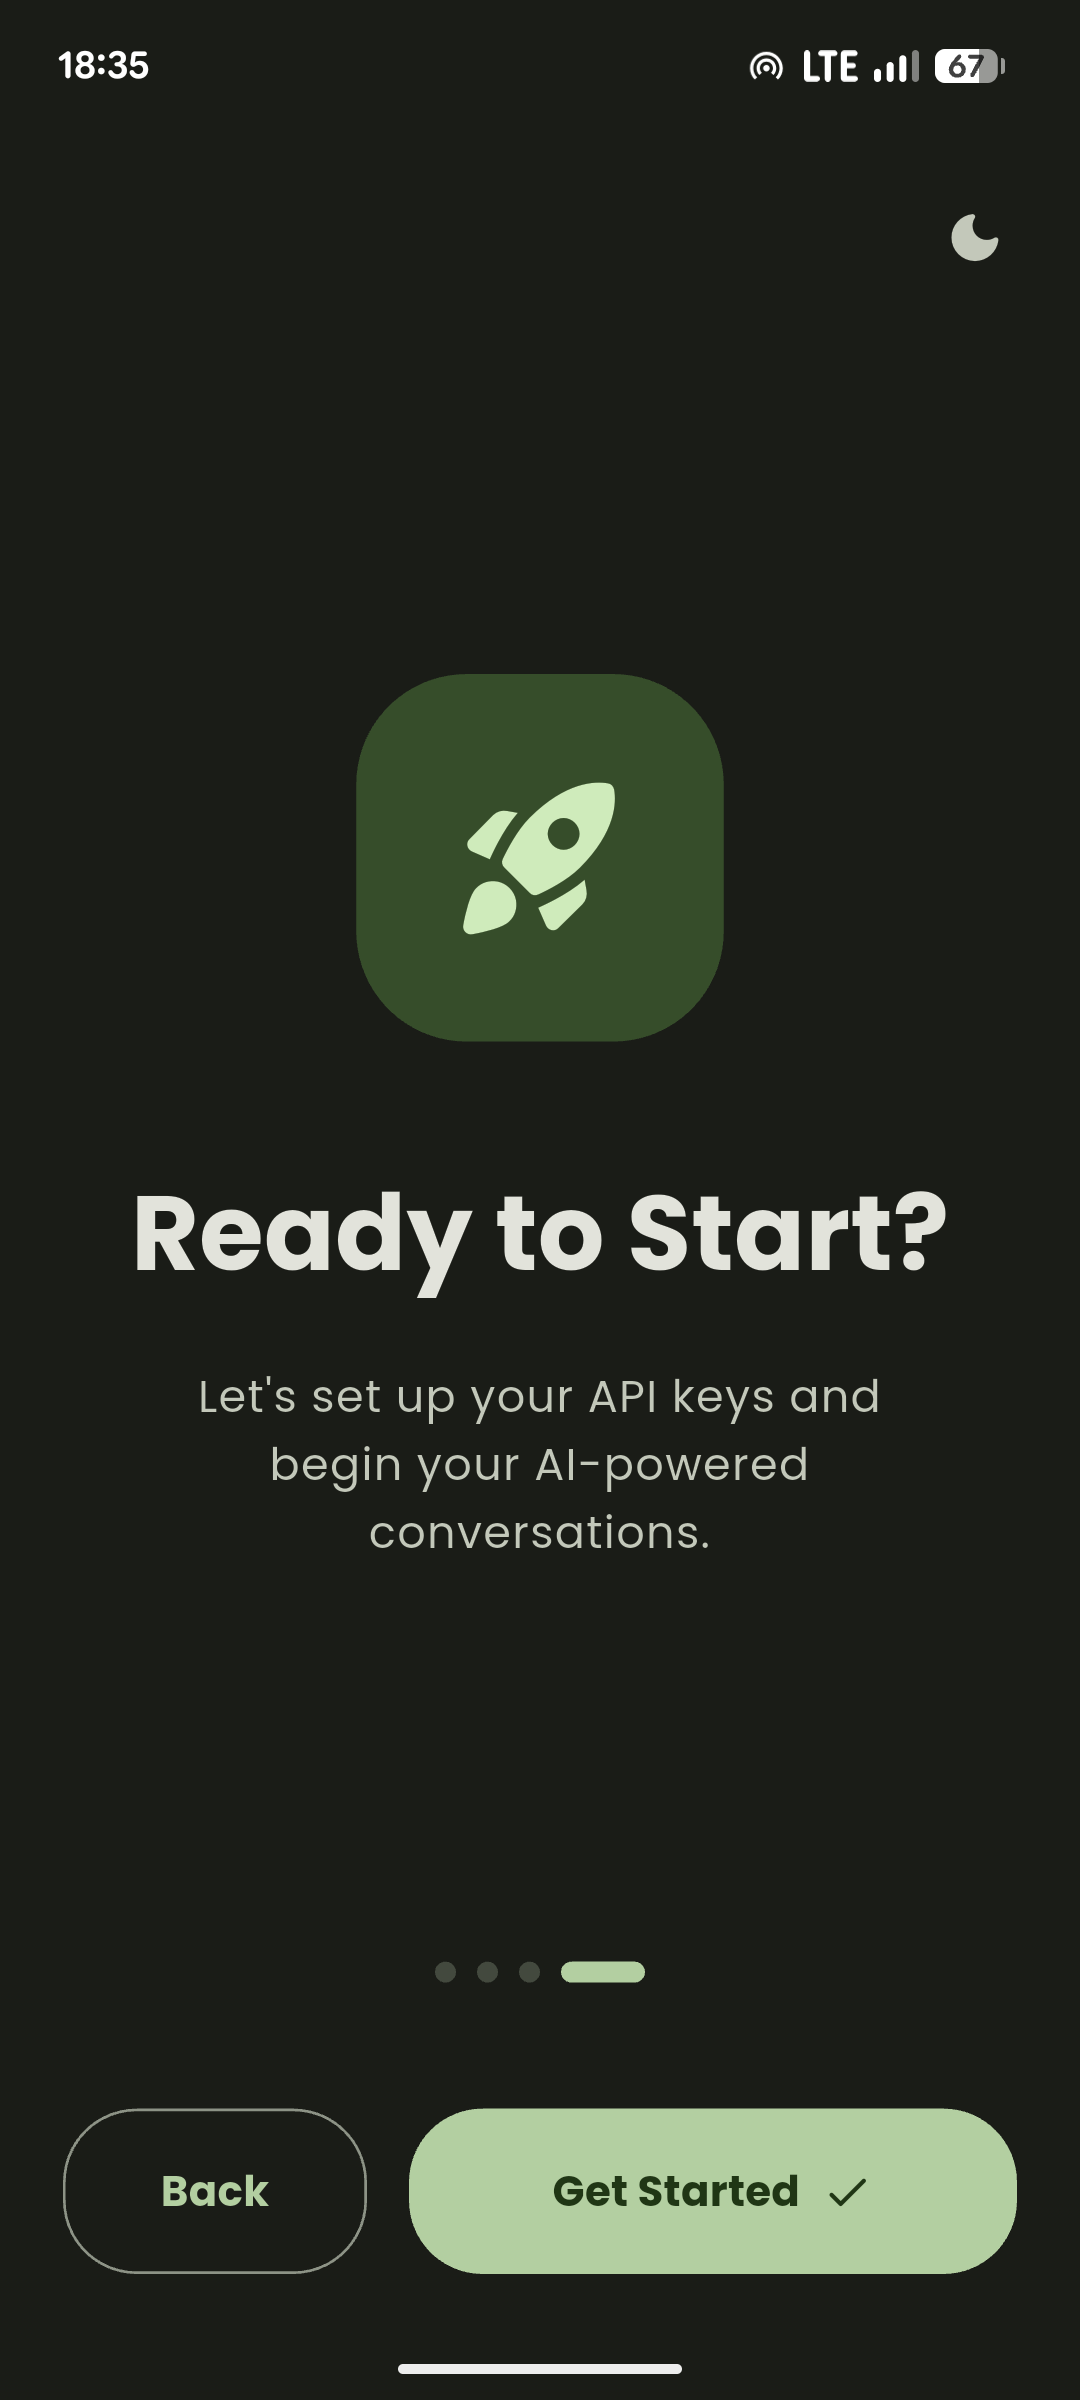 18:35
LTE
67
Ready to Start?
Let's set up your API keys and
begin your AI-powered
conversations.
Back
Get Started